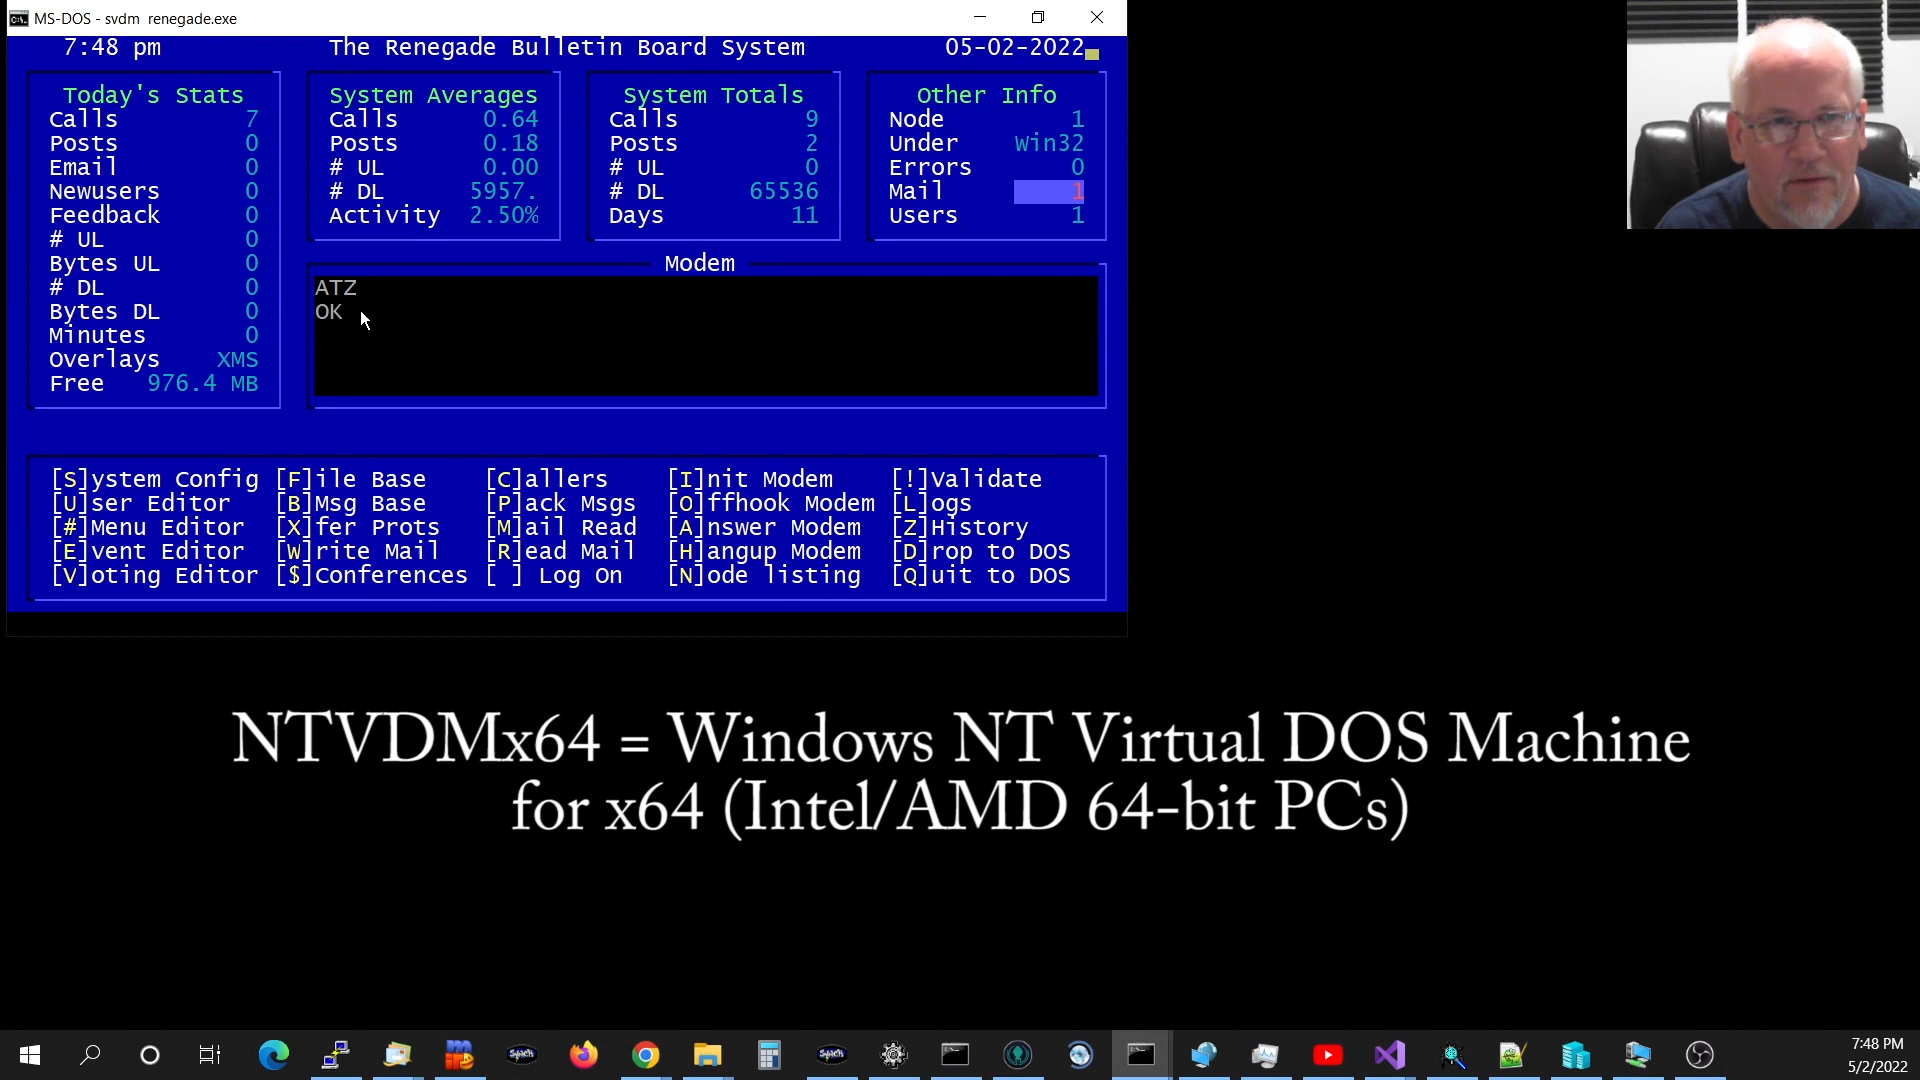 MS-DOS - svdm  renegade.exe
7:48 pm The Renegade Bulletin Board System 05-02-2022
Today's Stats
Calls 7
Posts 0
Email 0
Newusers 0
Feedback 0
# UL 0
Bytes UL 0
# DL 0
Bytes DL 0
Minutes 0
Overlays XMS
Free 976.4 MB
System Averages
Calls 0.64
Posts 0.18
# UL 0.00
# DL 5957.
Activity 2.50%
System Totals
Calls 9
Posts 2
# UL 0
# DL 65536
Days 11
Other Info
Node 1
Under Win32
Errors 0
Mail 1
Users 1
Modem
ATZ
OK
[S]ystem Config [F]ile Base [C]allers [I]nit Modem [!]Validate
[U]ser Editor [B]Msg Base [P]ack Msgs [O]ffhook Modem [L]ogs
[#]Menu Editor [X]fer Prots [M]ail Read [A]nswer Modem [Z]History
[E]vent Editor [W]rite Mail [R]ead Mail [H]angup Modem [D]rop to DOS
[V]oting Editor [$]Conferences [ ] Log On [N]ode listing [Q]uit to DOS
NTVDMx64 = Windows NT Virtual DOS Machine
for x64 (Intel/AMD 64-bit PCs)
7:48 PM
5/2/2022